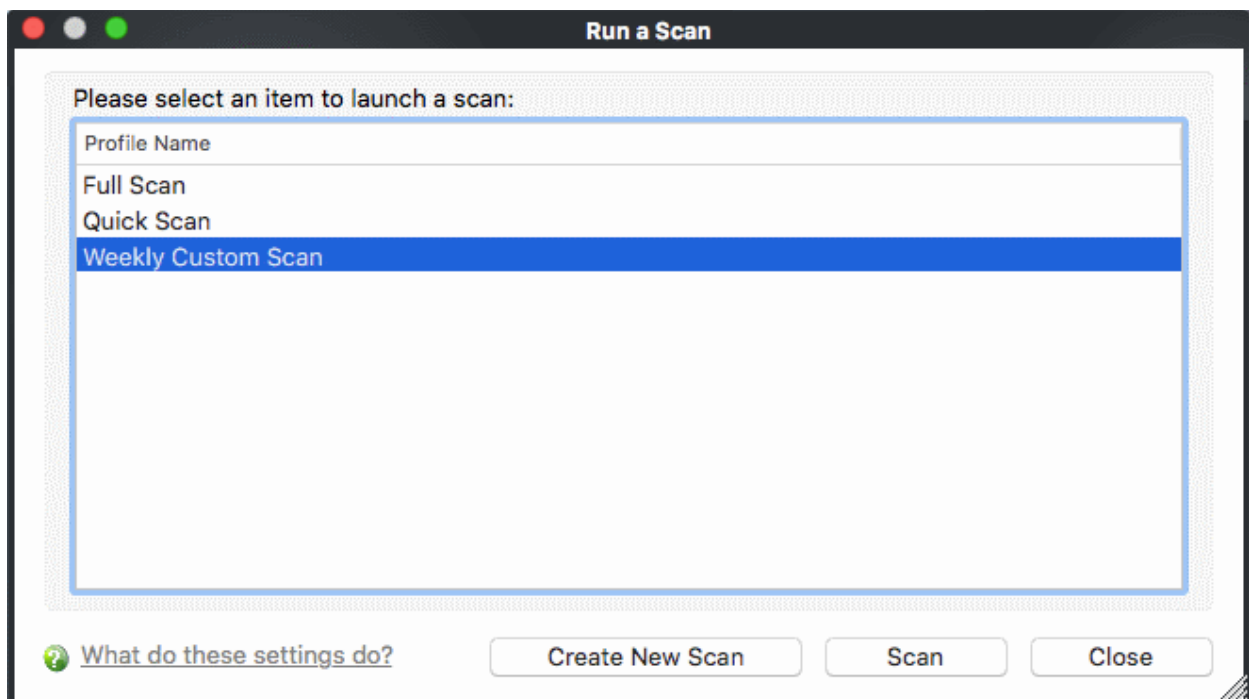 Run a Scan
Please select an item to launch a scan:
Profile Name
Full Scan
Quick Scan
Weekly Custom Scan
What do these settings do?
Create New Scan
Scan
Close